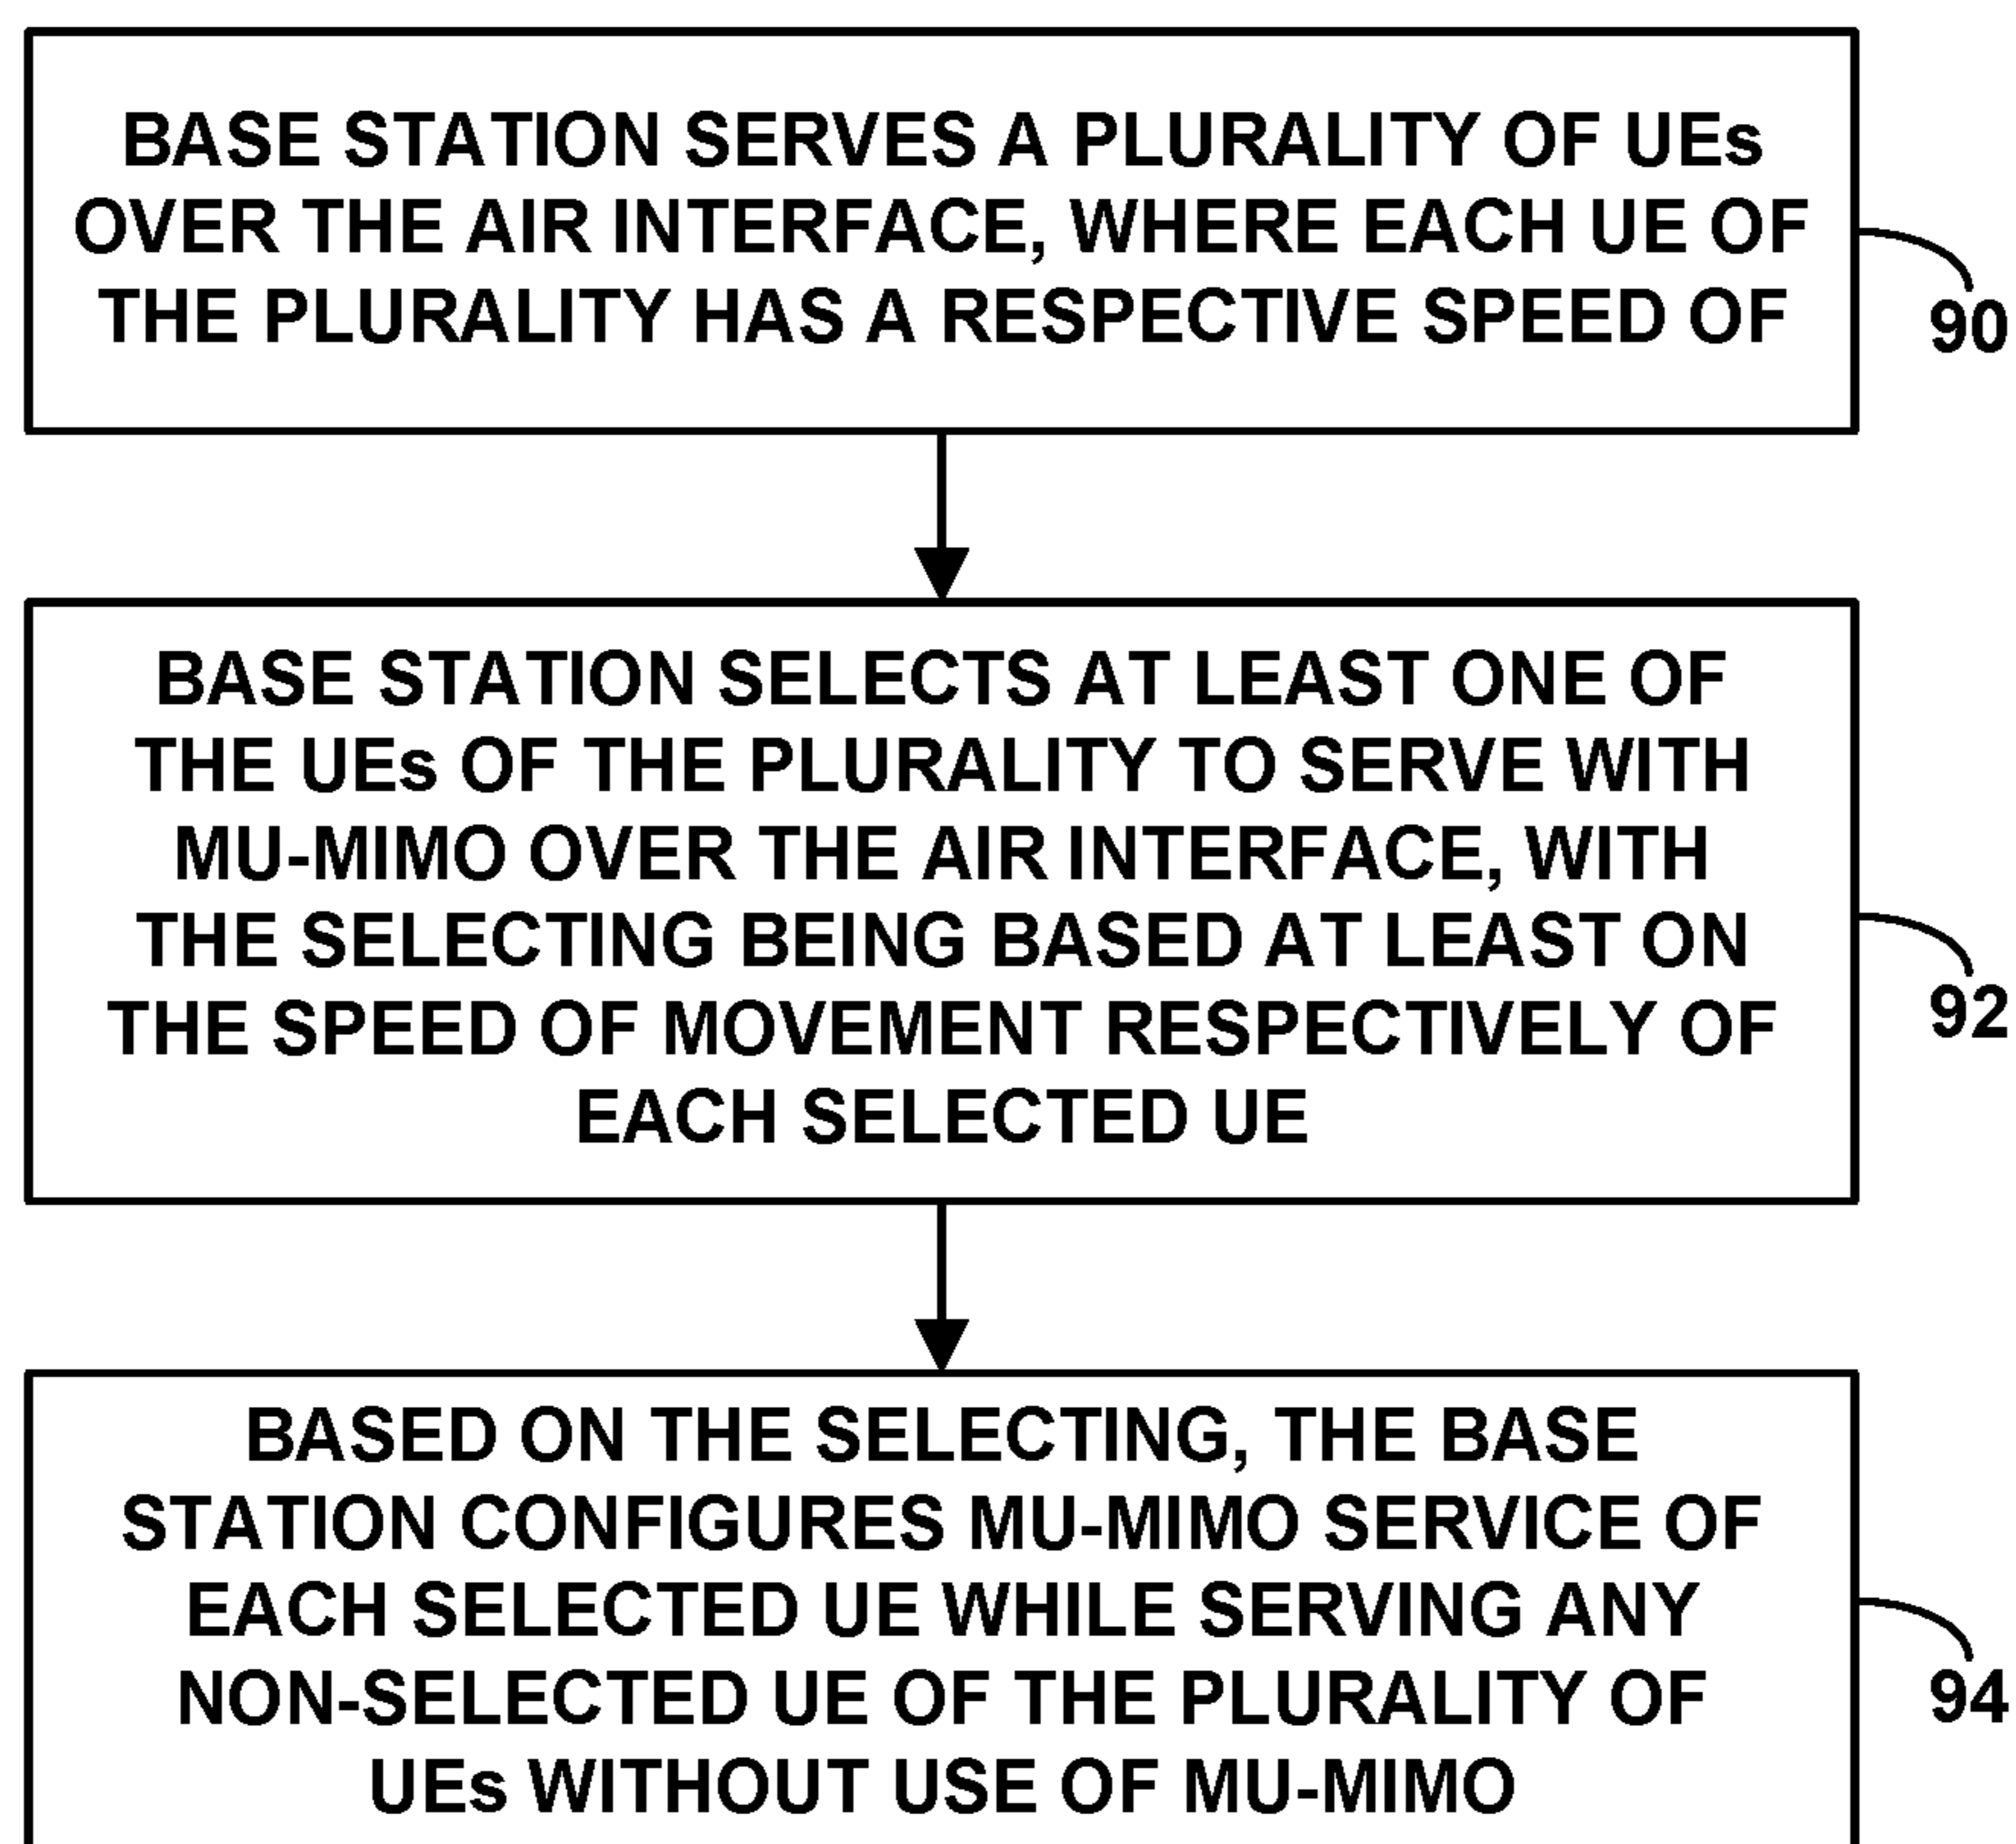 BASE STATION SERVES A PLURALITY OF UEs
OVER THE AIR INTERFACE, WHERE EACH UE OF
THE PLURALITY HAS A RESPECTIVE SPEED OF
90
BASE STATION SELECTS AT LEAST ONE OF
THE UEs OF THE PLURALITY TO SERVE WITH
MU-MIMO OVER THE AIR INTERFACE, WITH
THE SELECTING BEING BASED AT LEAST ON
THE SPEED OF MOVEMENT RESPECTIVELY OF
EACH SELECTED UE
92
BASED ON THE SELECTING, THE BASE
STATION CONFIGURES MU-MIMO SERVICE OF
EACH SELECTED UE WHILE SERVING ANY
NON-SELECTED UE OF THE PLURALITY OF
UEs WITHOUT USE OF MU-MIMO
94